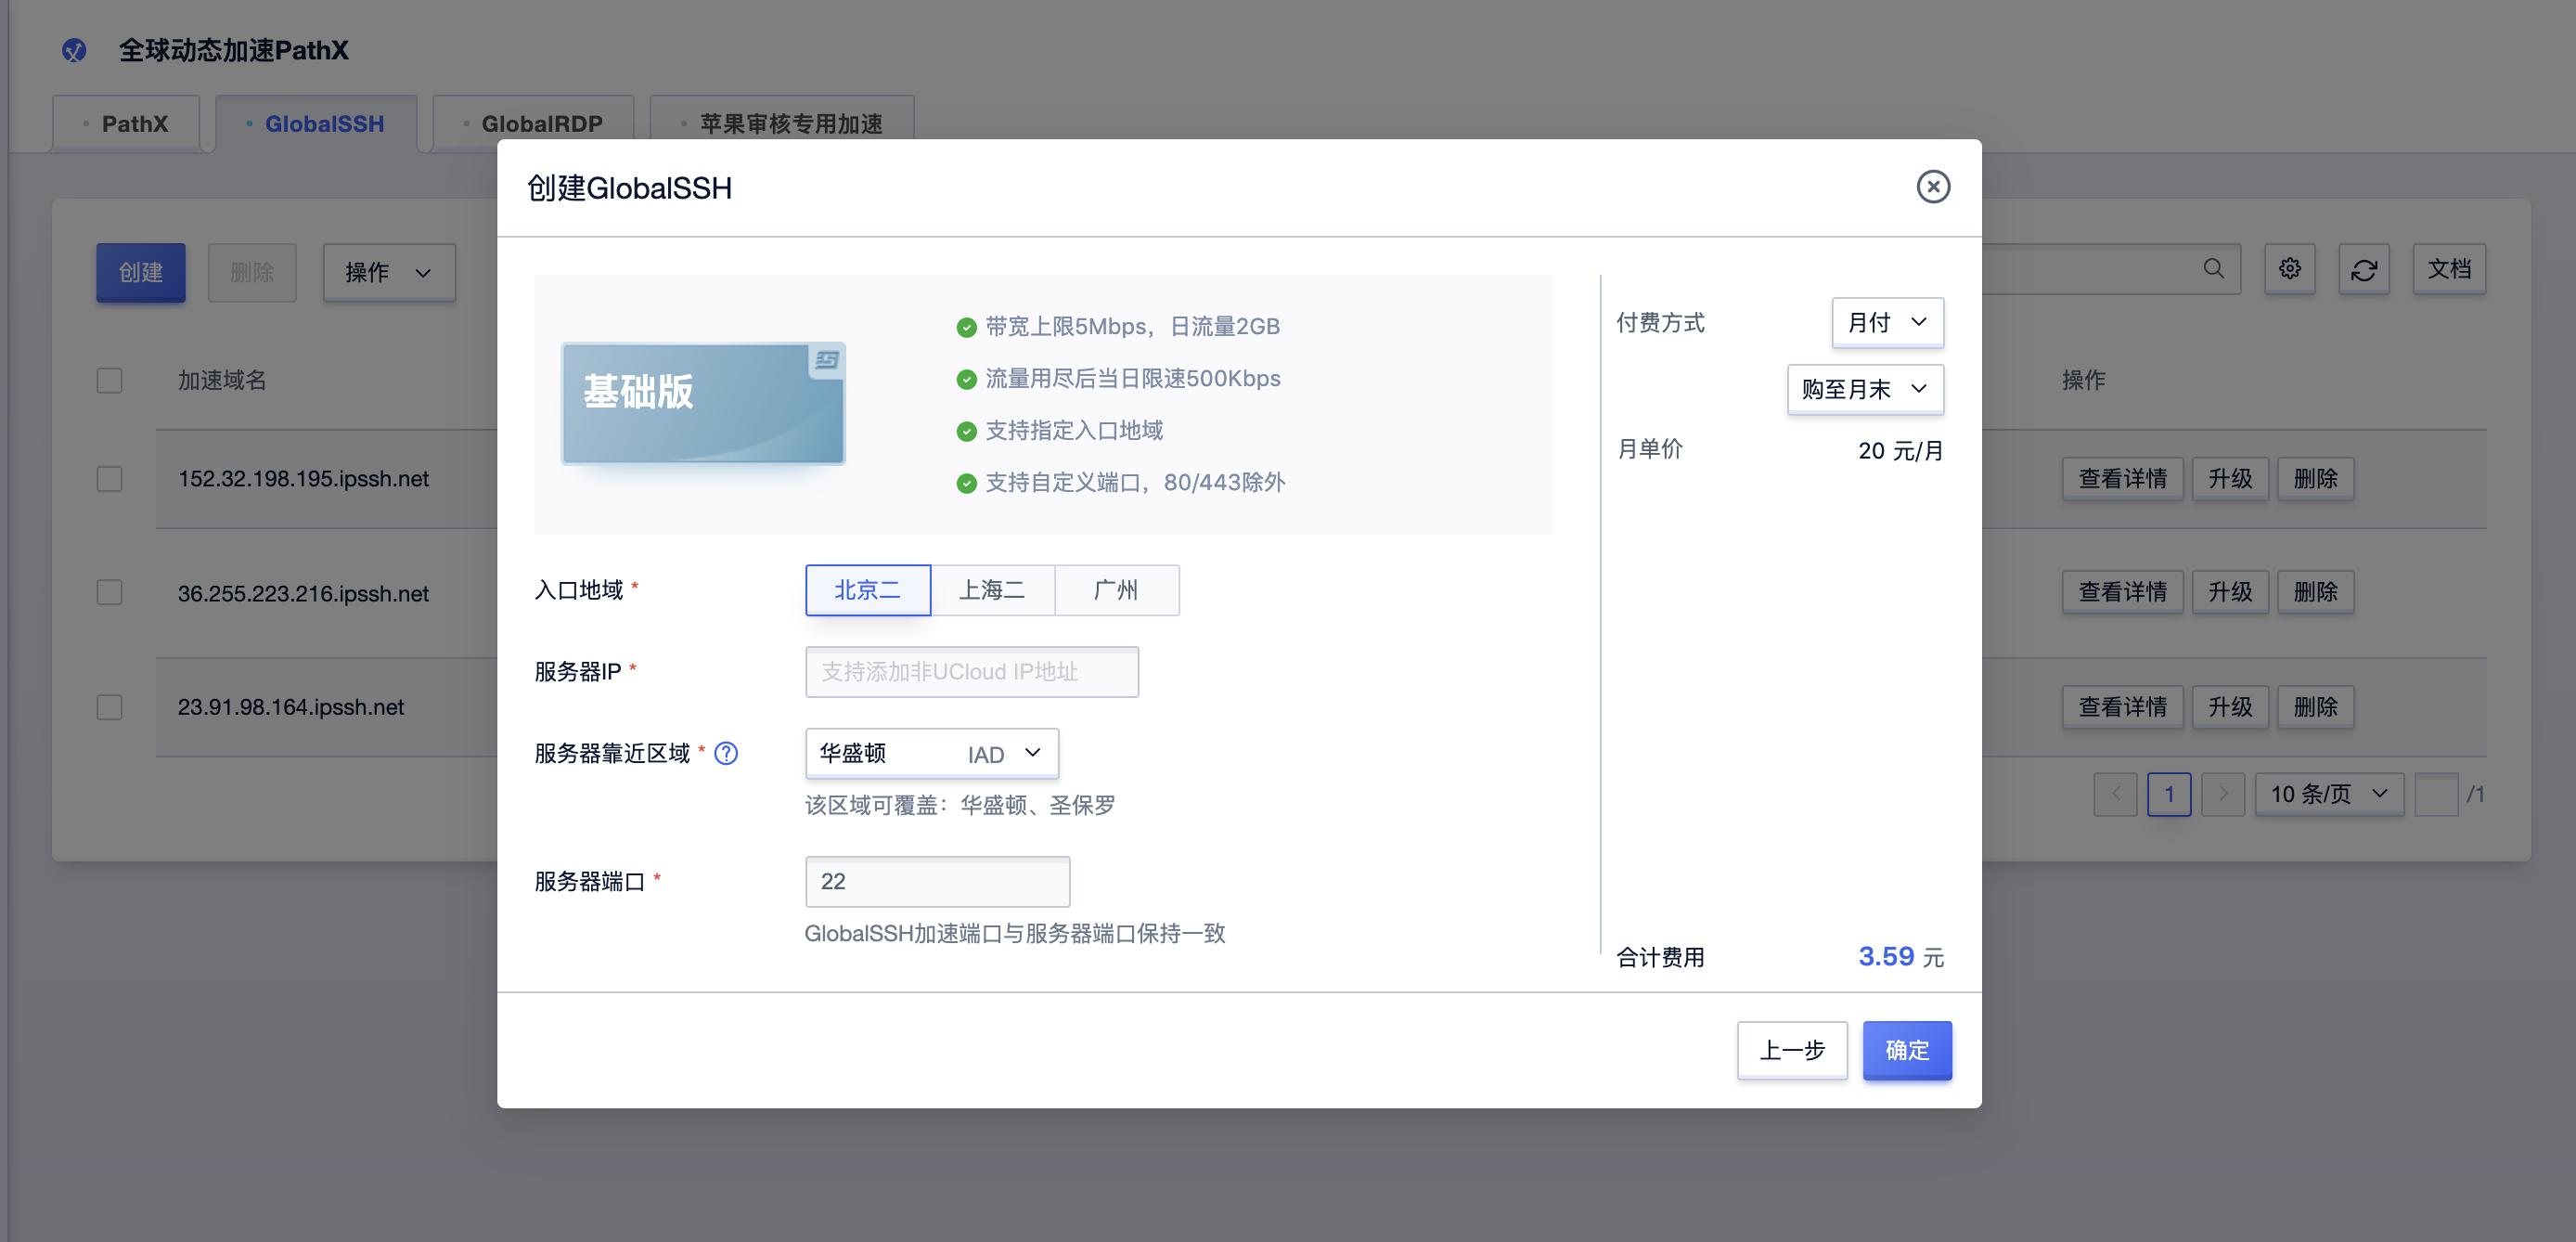 全球动态加速PathX
PathX
GlobalSSH
GlobalRDP
苹果审核专用加速
创建
删除
操作
文档
加速域名
操作
152.32.198.195.ipssh.net
查看详情 升级 删除
36.255.223.216.ipssh.net
查看详情 升级 删除
23.91.98.164.ipssh.net
查看详情 升级 删除
1
10 条/页
/1
创建GlobalSSH
基础版
带宽上限5Mbps，日流量2GB
流量用尽后当日限速500Kbps
支持指定入口地域
支持自定义端口，80/443除外
入口地域 *
北京二 上海二 广州
服务器IP *
支持添加非UCloud IP地址
服务器靠近区域 * ?
华盛顿 IAD
该区域可覆盖：华盛顿、圣保罗
服务器端口 *
22
GlobalSSH加速端口与服务器端口保持一致
付费方式 月付
购至月末
月单价 20 元/月
合计费用 3.59 元
上一步 确定